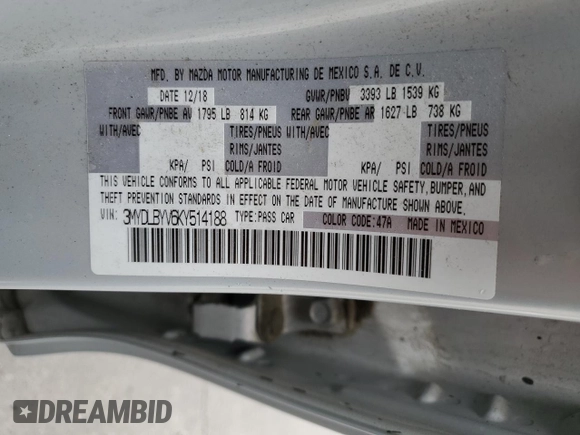 MFD. BY MAZDA MOTOR MANUFACTURING DE MEXICO S.A. DE C.V.
DATE 12/18 GVWR/PNBV 3393 LB 1539 KG
FRONT GAWR/PNBE AV 1795 LB 814 KG REAR GAWR/PNBE AR 1627 LB 738 KG
WITH/AVEC TIRES/PNEUS WITH/AVEC TIRES/PNEUS
RIMS/JANTES RIMS/JANTES
KPA/ PSI COLD/A FROID KPA/ PSI COLD/A FROID
THIS VEHICLE CONFORMS TO ALL APPLICABLE FEDERAL MOTOR VEHICLE SAFETY, BUMPER, AND
THEFT PREVENTION STANDARDS IN EFFECT ON THE DATE OF MANUFACTURE SHOWN ABOVE.
VIN: 3MYDLBYV6KY514188 TYPE:PASS CAR COLOR CODE:47A MADE IN MEXICO
DREAMBID